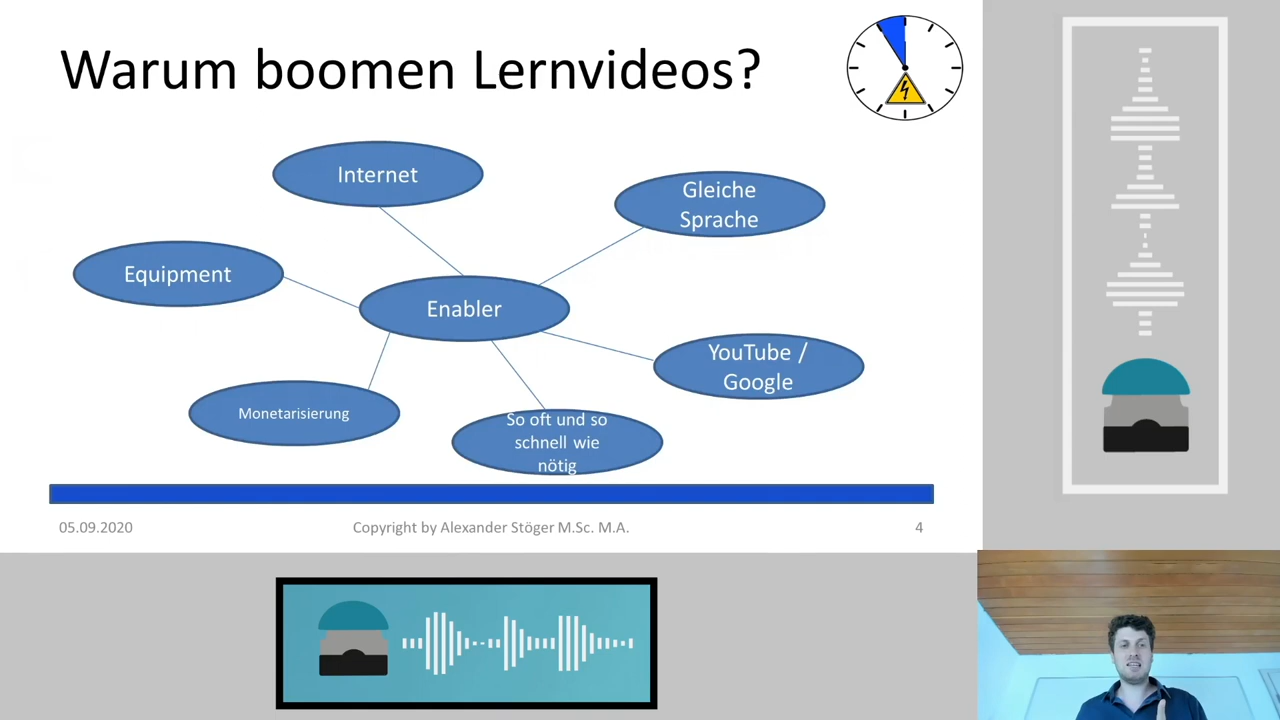 Warum boomen Lernvideos?
Internet
Gleiche
Sprache
Equipment
Enabler
YouTube /
Google
Monetarisierung
So oft und so
schnell wie
nötig
05.09.2020
Copyright by Alexander Stöger M.Sc. M.A.
4